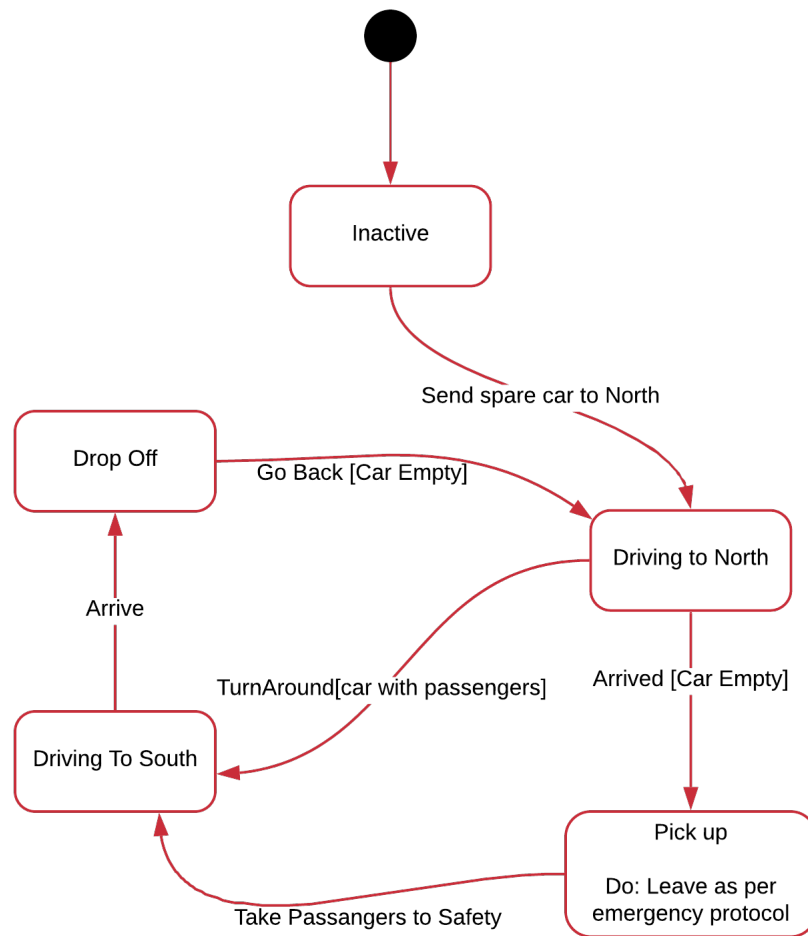 Inactive
Send spare car to North
Drop Off
Go Back [Car Empty]
Driving to North
Arrive
TurnAround[car with passengers]
Arrived [Car Empty]
Driving To South
Pick up
Do: Leave as per
emergency protocol
Take Passangers to Safety